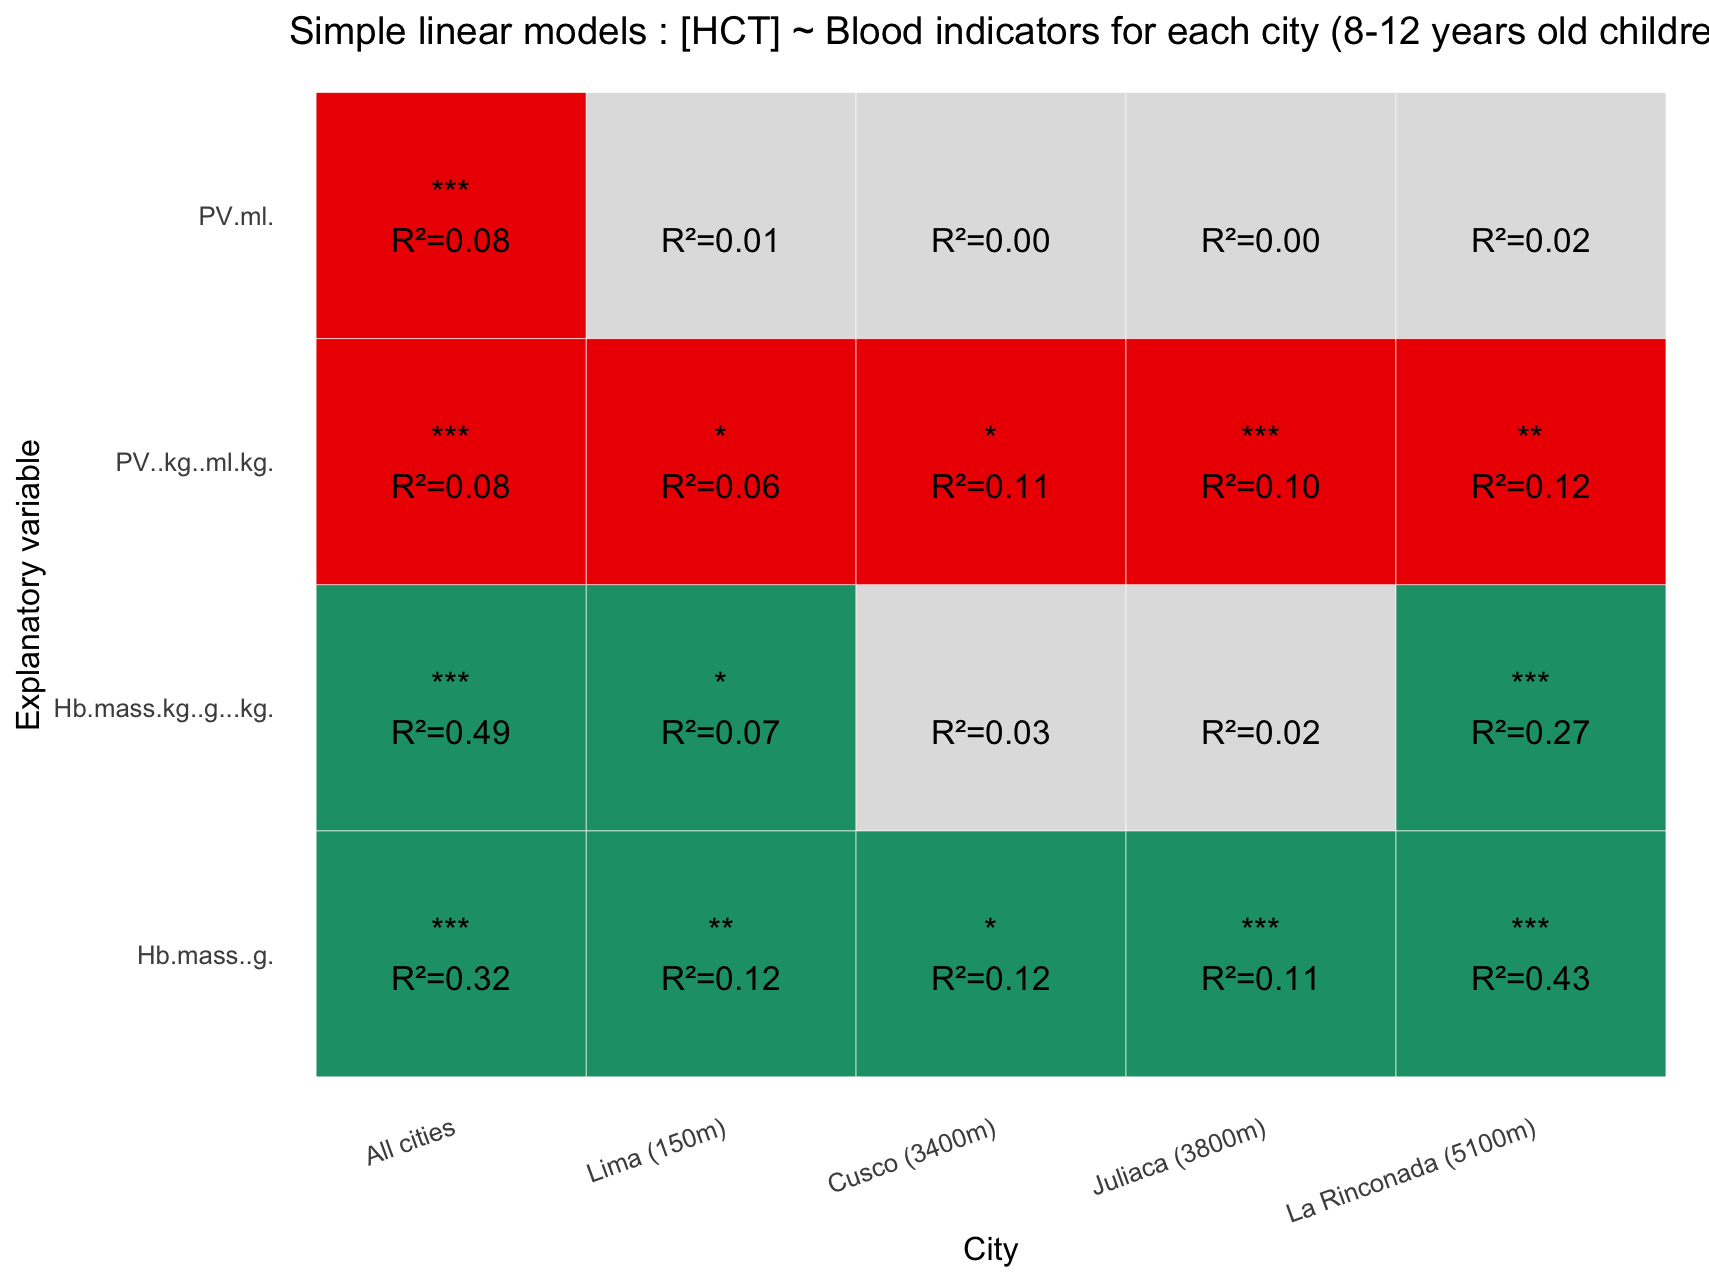 Simple linear models : [HCT] ~ Blood indicators for each city (8-12 years old childre
Explanatory variable
PV.ml.
***
R²=0.08
R²=0.01
R²=0.00
R²=0.00
R²=0.02
PV..kg..ml.kg.
***
R²=0.08
*
R²=0.06
*
R²=0.11
***
R²=0.10
**
R²=0.12
Hb.mass.kg..g...kg.
***
R²=0.49
*
R²=0.07
R²=0.03
R²=0.02
***
R²=0.27
Hb.mass..g.
***
R²=0.32
**
R²=0.12
*
R²=0.12
***
R²=0.11
***
R²=0.43
All cities
Lima (150m)
Cusco (3400m)
Juliaca (3800m)
La Rinconada (5100m)
City